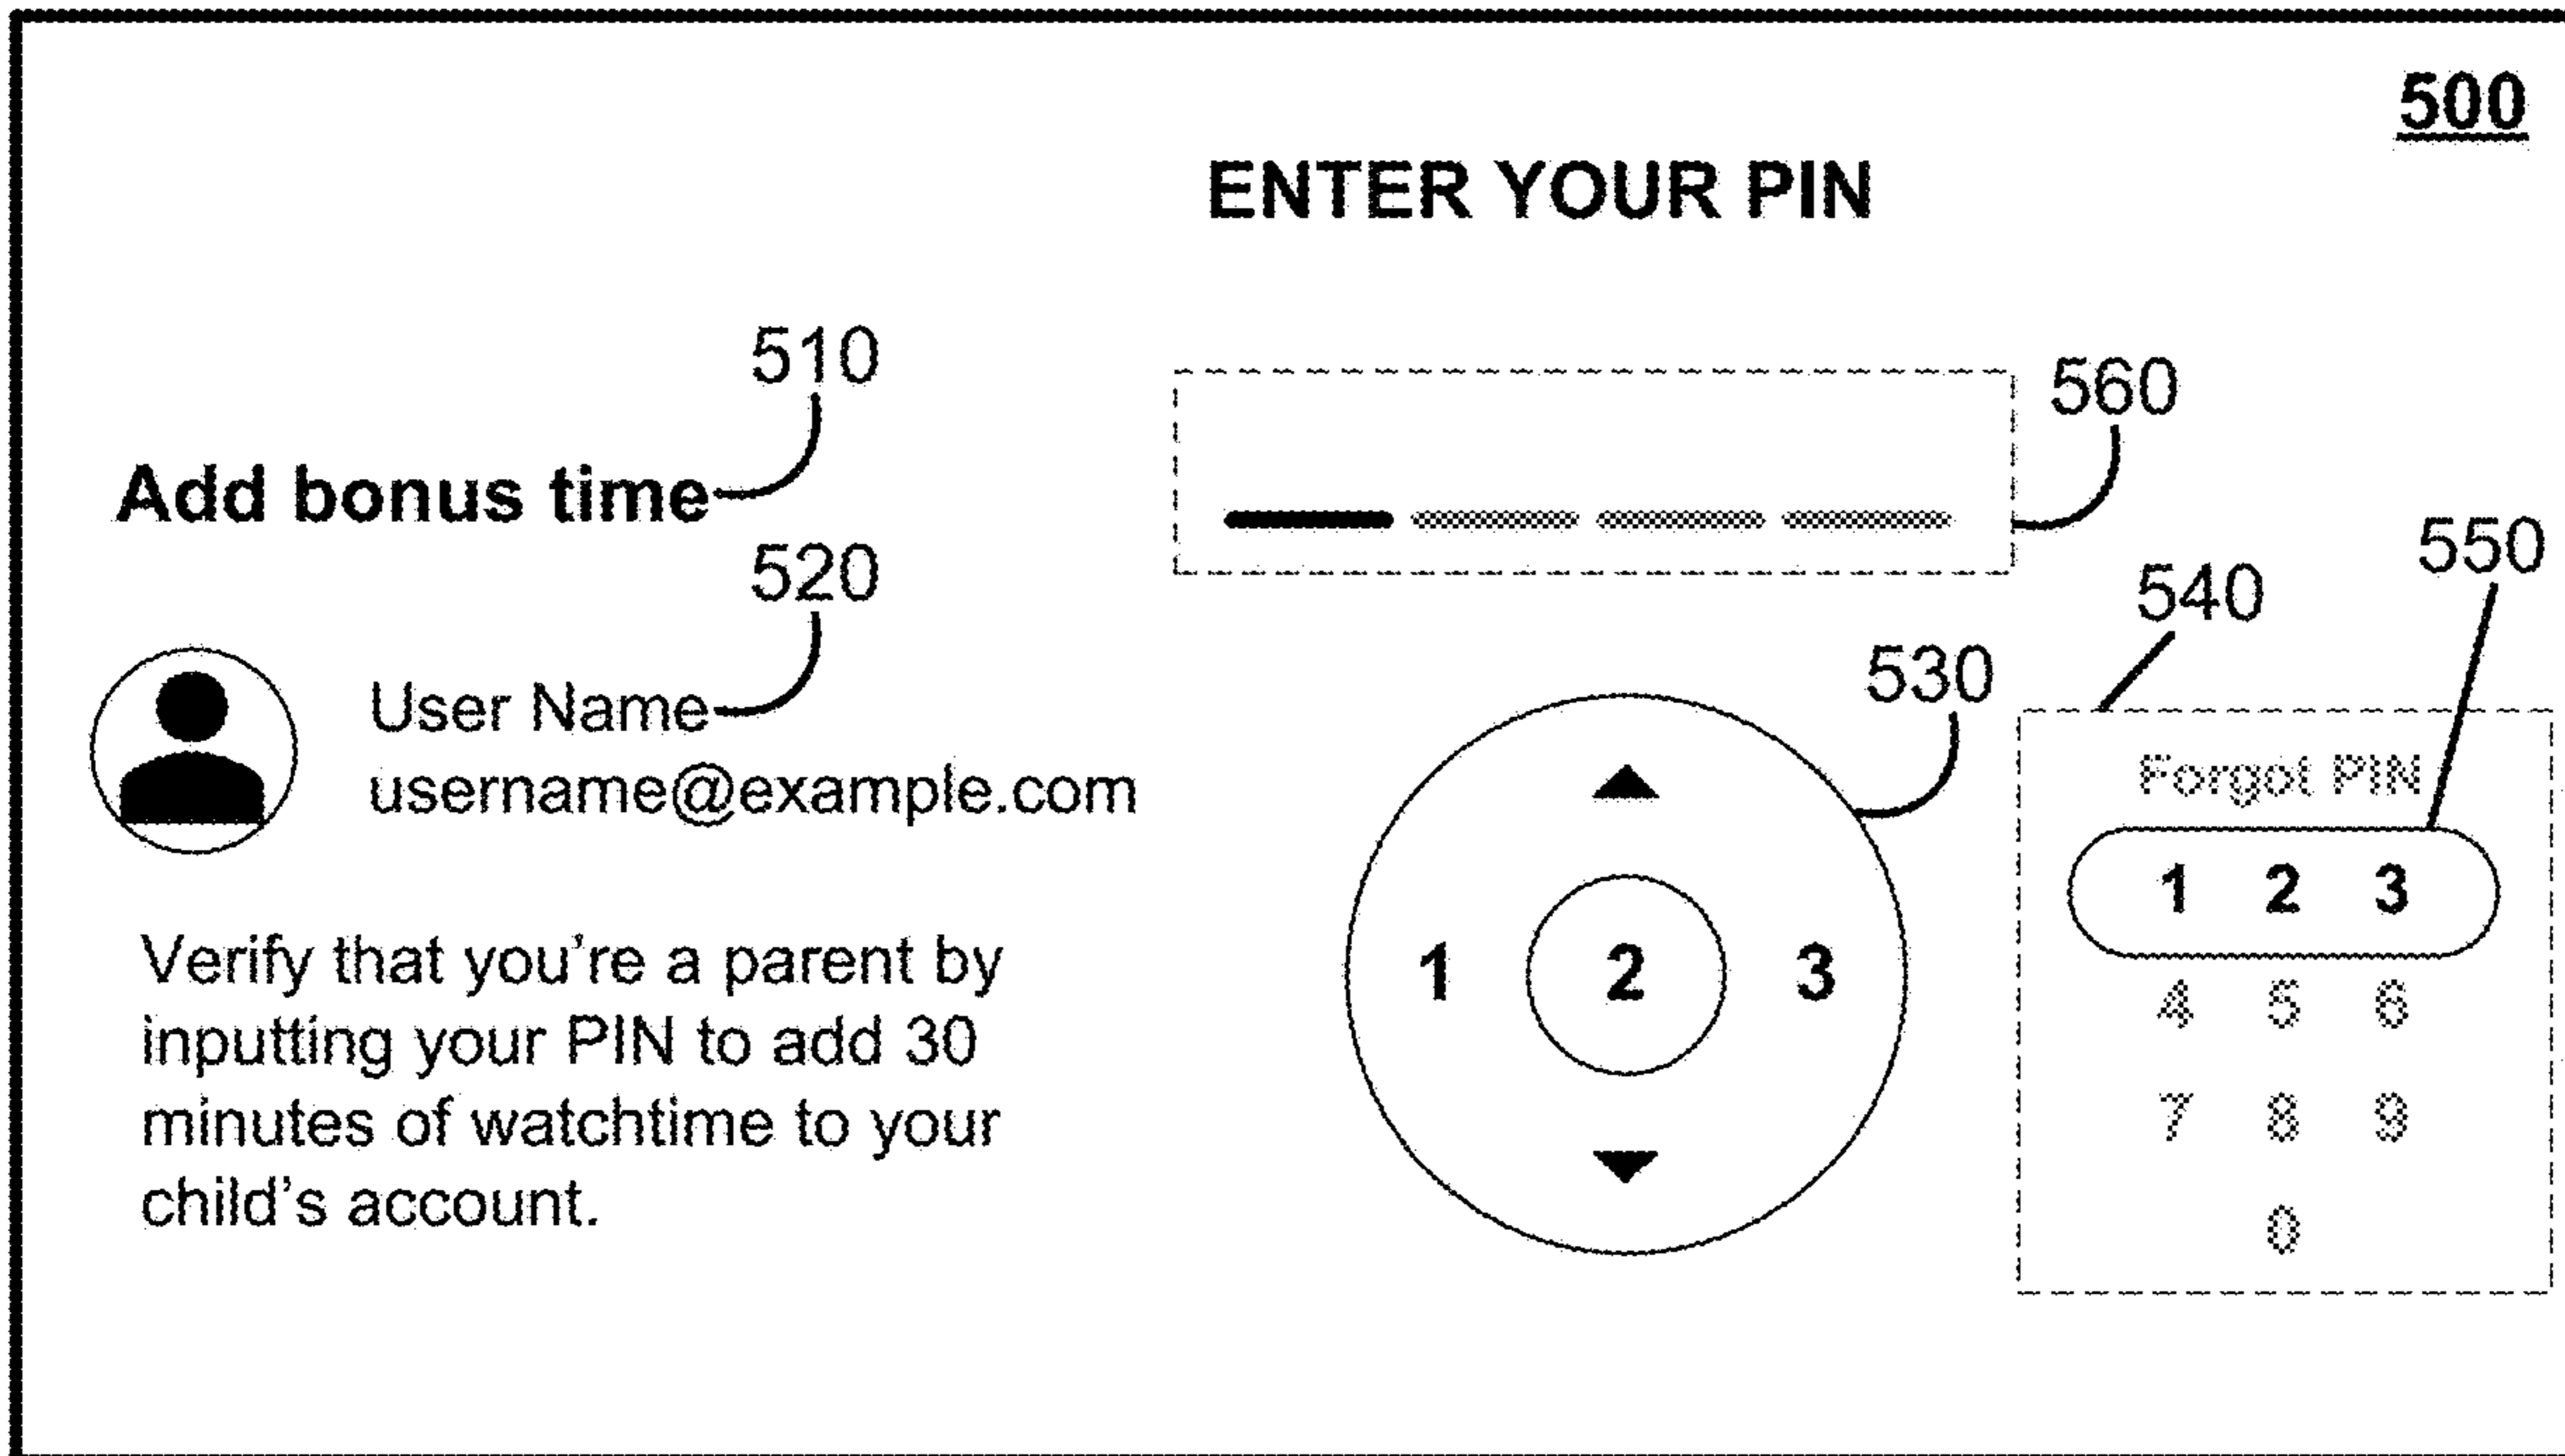 500
ENTER YOUR PIN
510
Add bonus time
560
520
550
540
User Name
username@example.com
530
Forgot PIN
1 2 3
1 2 3
4 5 6
7 8 9
0
Verify that you're a parent by
inputting your PIN to add 30
minutes of watchtime to your
child's account.